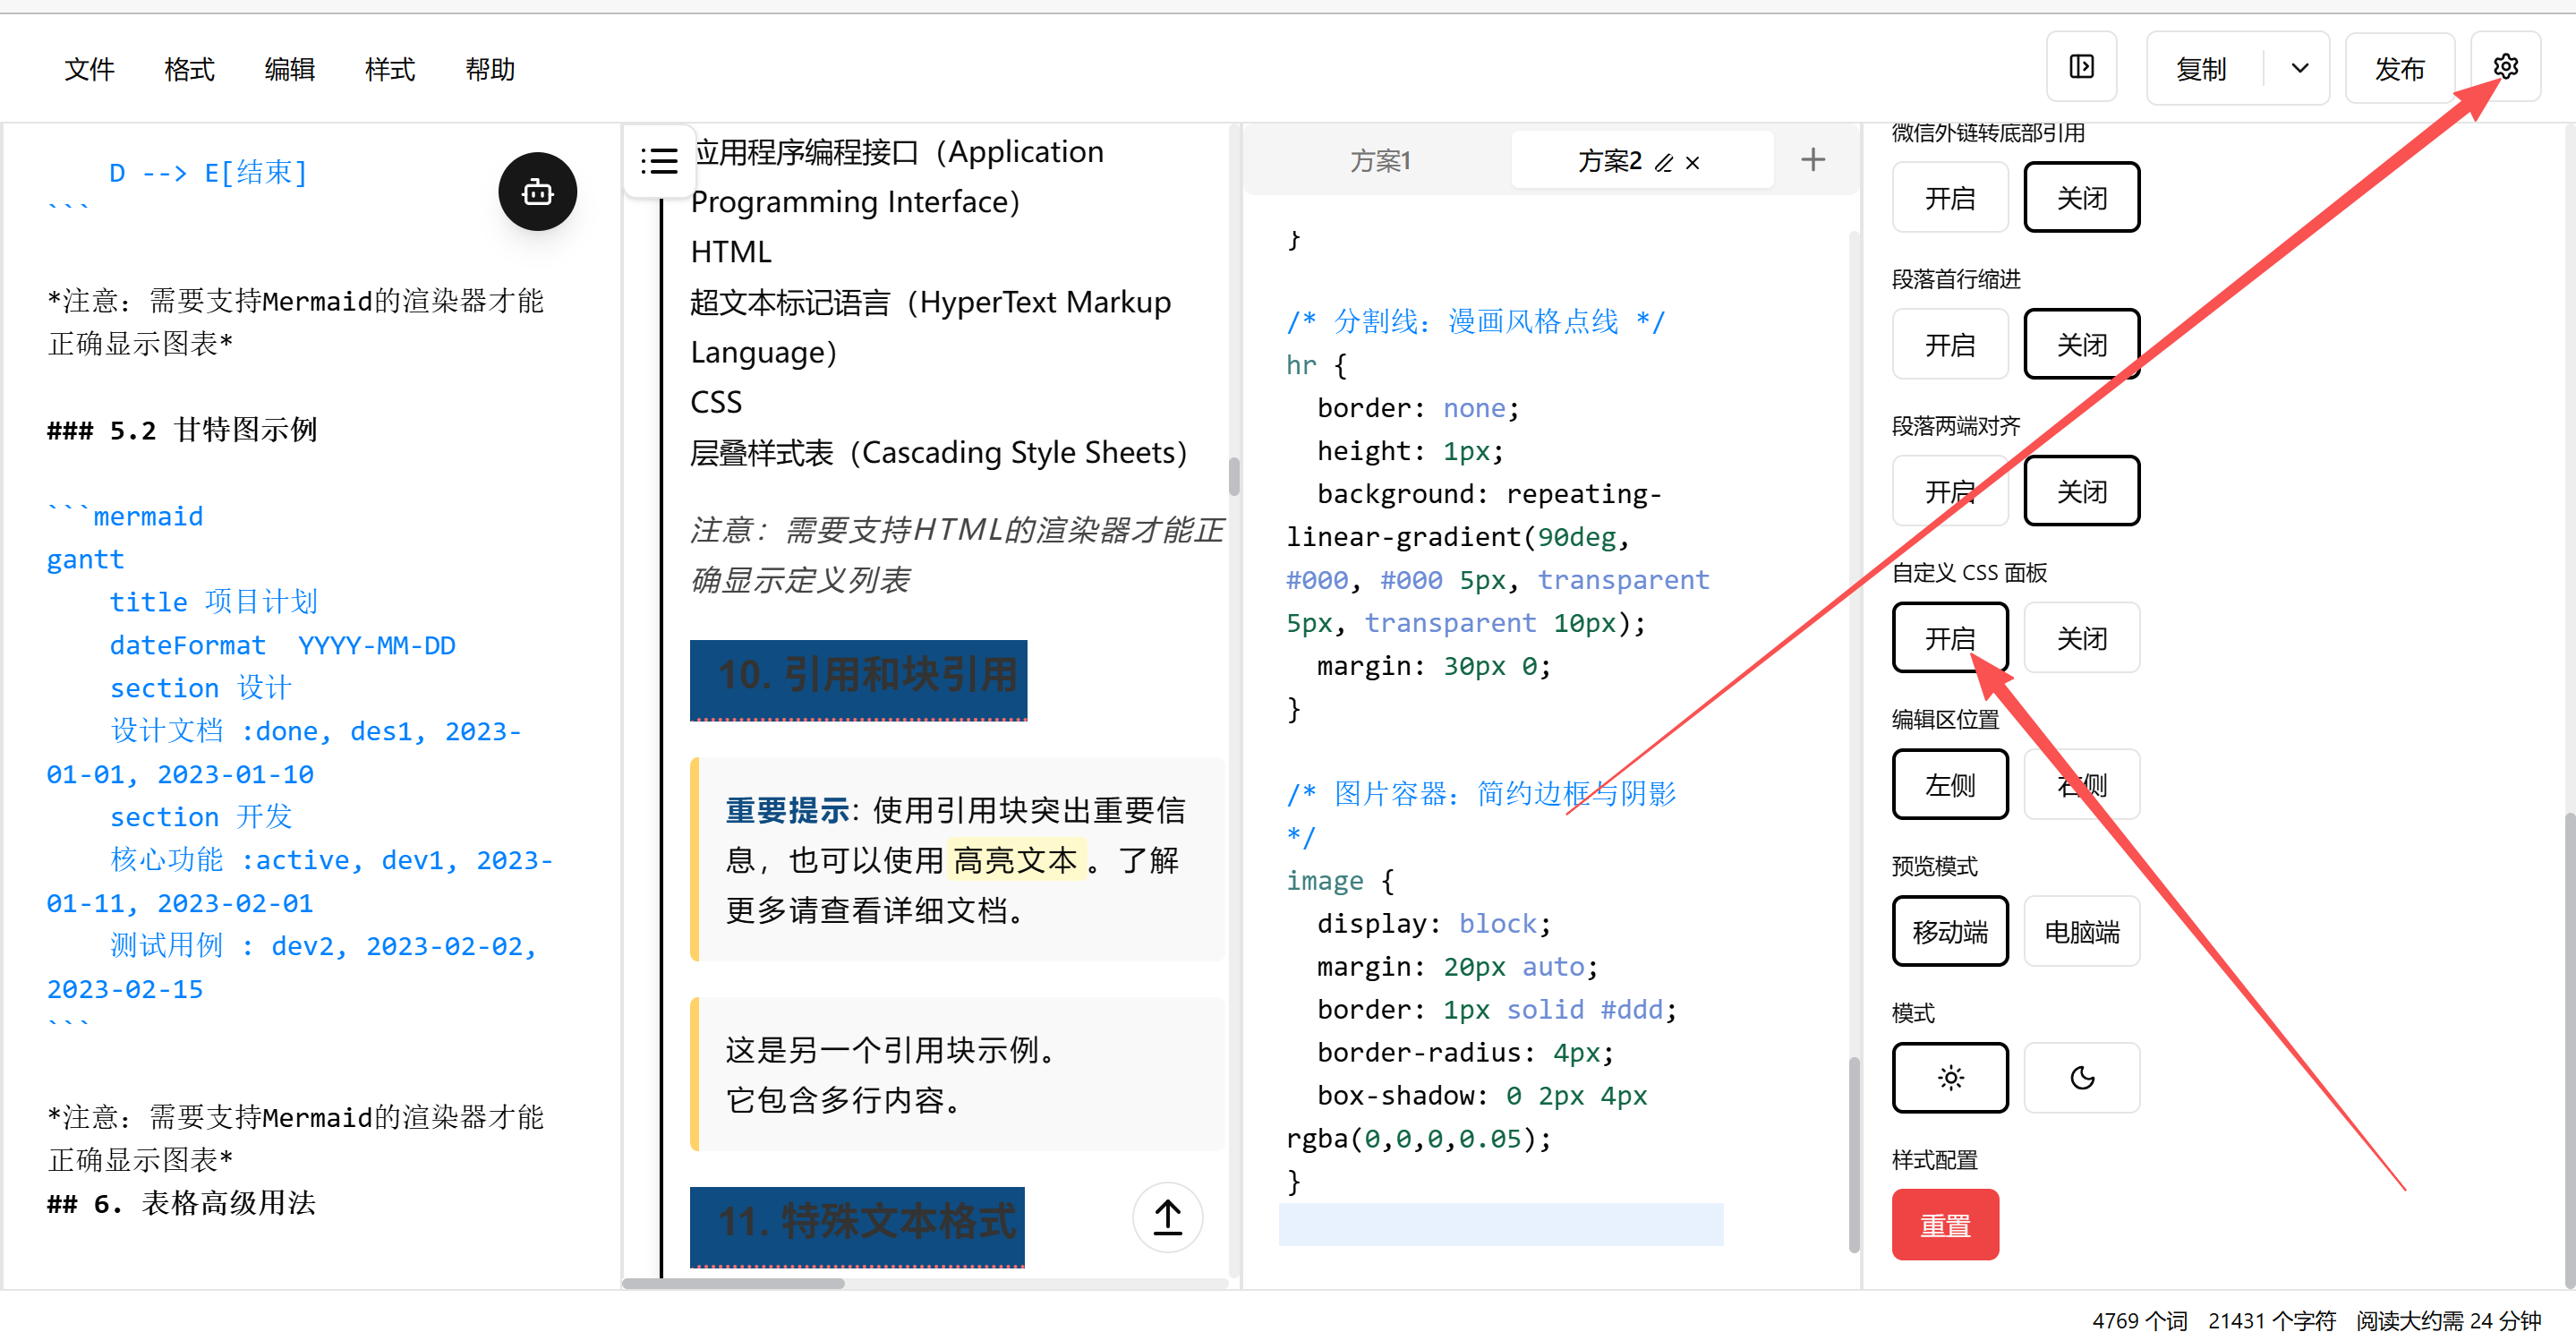 文件 格式 编辑 样式 帮助
复制 发布
D --> E[结束]
```
*注意：需要支持Mermaid的渲染器才能
正确显示图表*
### 5.2 甘特图示例
```mermaid
gantt
title 项目计划
dateFormat YYYY-MM-DD
section 设计
设计文档 :done, des1, 2023-
01-01, 2023-01-10
section 开发
核心功能 :active, dev1, 2023-
01-11, 2023-02-01
测试用例 : dev2, 2023-02-02,
2023-02-15
```
*注意：需要支持Mermaid的渲染器才能
正确显示图表*
## 6. 表格高级用法
应用程序编程接口（Application
Programming Interface）
HTML
超文本标记语言（HyperText Markup
Language）
CSS
层叠样式表（Cascading Style Sheets）
注意：需要支持HTML的渲染器才能正
确显示定义列表
10. 引用和块引用
重要提示：使用引用块突出重要信
息，也可以使用高亮文本。了解
更多请查看详细文档。
这是另一个引用块示例。
它包含多行内容。
11. 特殊文本格式
方案1 方案2
}
/* 分割线：漫画风格点线 */
hr {
border: none;
height: 1px;
background: repeating-
linear-gradient(90deg,
#000, #000 5px, transparent
5px, transparent 10px);
margin: 30px 0;
}
/* 图片容器：简约边框与阴影
*/
image {
display: block;
margin: 20px auto;
border: 1px solid #ddd;
border-radius: 4px;
box-shadow: 0 2px 4px
rgba(0,0,0,0.05);
}
微信外链转底部引用
开启 关闭
段落首行缩进
开启 关闭
段落两端对齐
开启 关闭
自定义 CSS 面板
开启 关闭
编辑区位置
左侧 右侧
预览模式
移动端 电脑端
模式
样式配置
重置
4769 个词 21431 个字符 阅读大约需 24 分钟